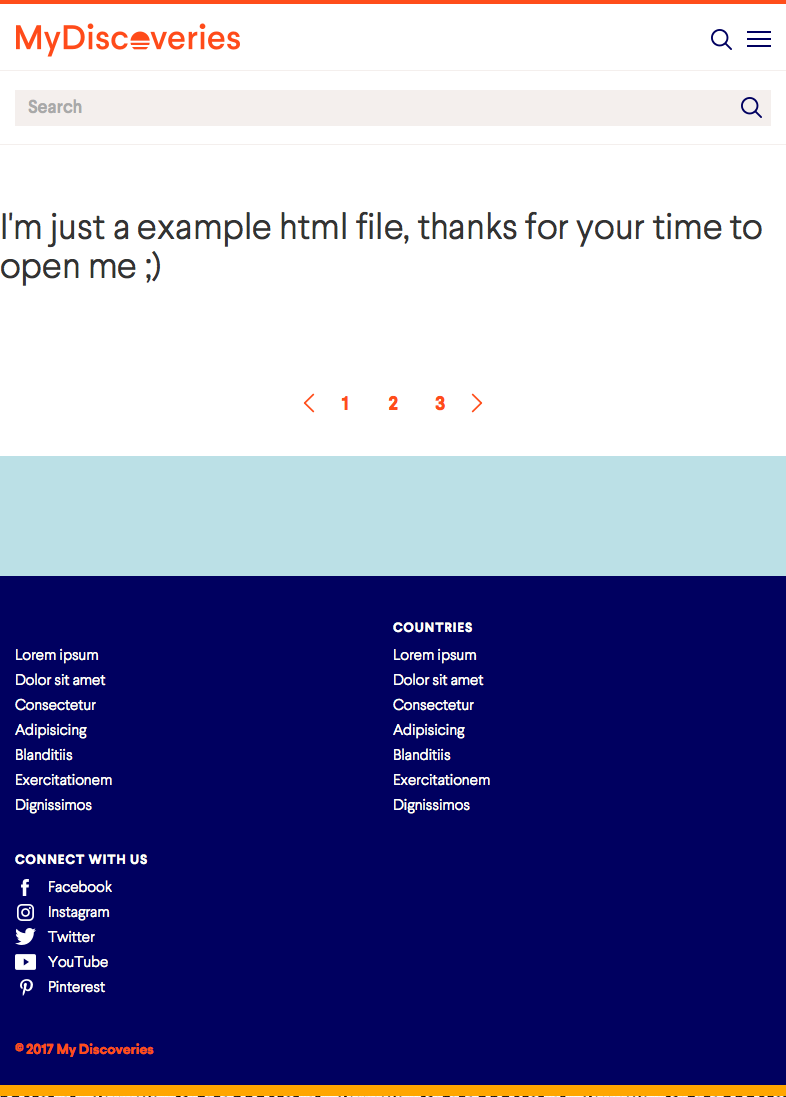 MyDiscoveries
Search
I'm just a example html file, thanks for your time to
open me ;)
1 2 3
Lorem ipsum
Dolor sit amet
Consectetur
Adipisicing
Blanditiis
Exercitationem
Dignissimos
COUNTRIES
Lorem ipsum
Dolor sit amet
Consectetur
Adipisicing
Blanditiis
Exercitationem
Dignissimos
CONNECT WITH US
Facebook
Instagram
Twitter
YouTube
Pinterest
© 2017 My Discoveries